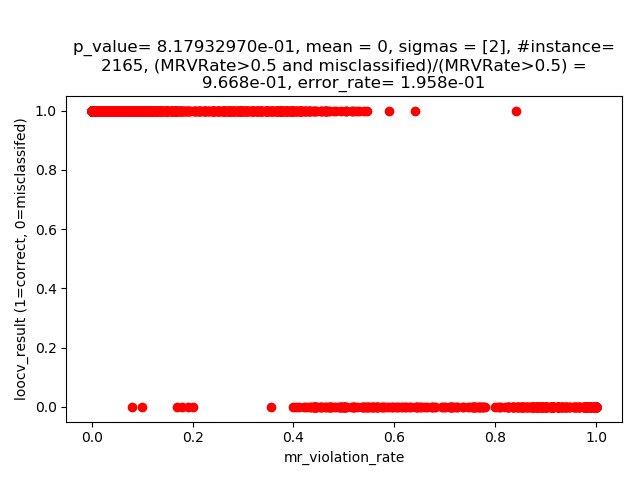 p_value= 8.17932970e-01, mean = 0, sigmas = [2], #instance=
2165, (MRVRate>0.5 and misclassified)/(MRVRate>0.5) =
9.668e-01, error_rate= 1.958e-01
1.0
0.8
0.6
0.4
0.2
0.0
loocv_result (1=correct, 0=misclassifed)
0.0 0.2 0.4 0.6 0.8 1.0
mr_violation_rate